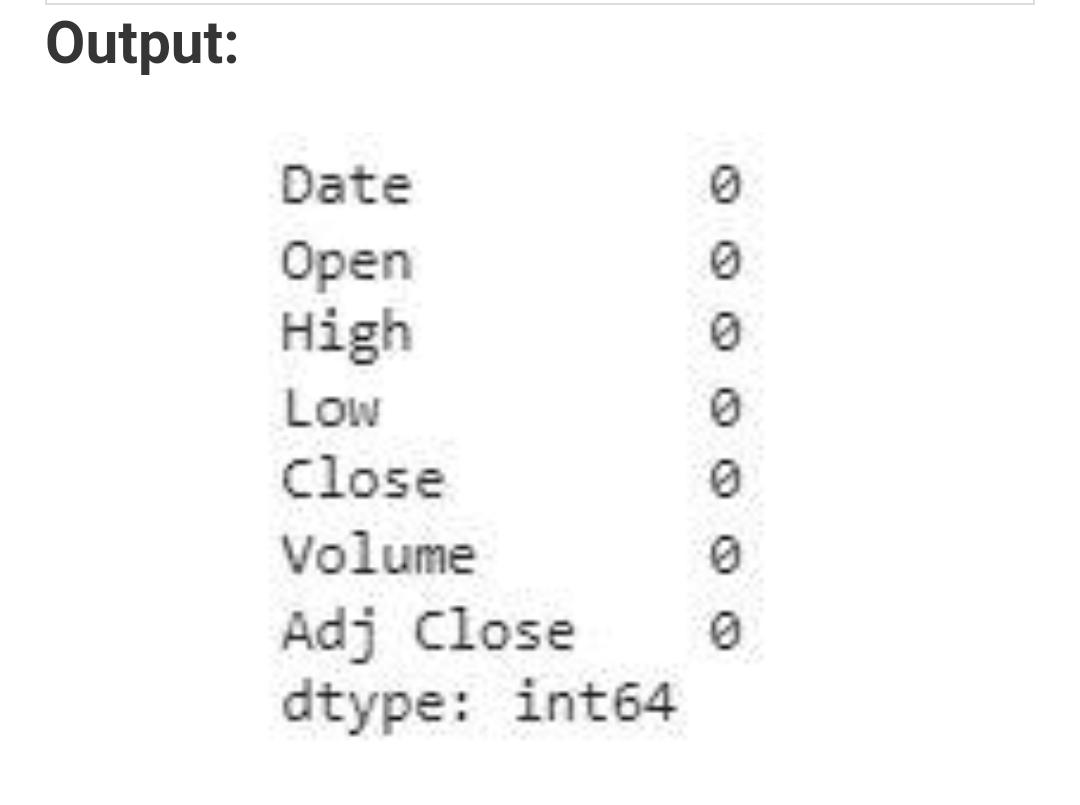 Output:
Date 0
Open 0
High 0
Low 0
Close 0
Volume 0
Adj Close 0
dtype: int64